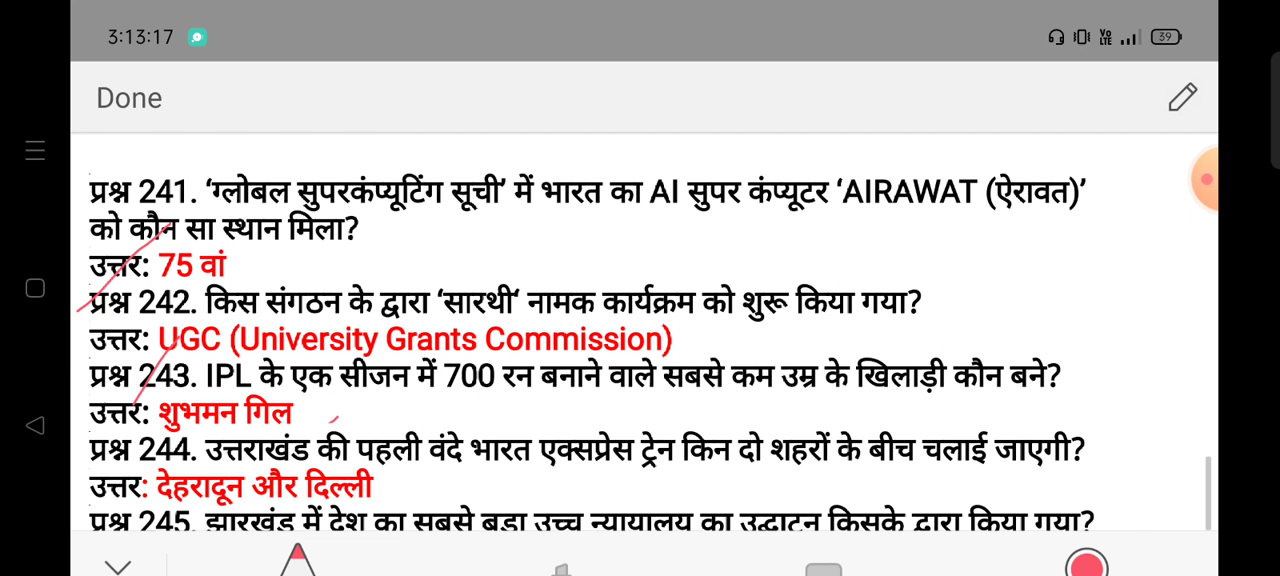 3:13:17
Vo
LTE
39
Done
प्रश्न 241. ‘ग्लोबल सुपरकंप्यूटिंग सूची’ में भारत का AI सुपर कंप्यूटर ‘AIRAWAT (ऐरावत)’
को कौन सा स्थान मिला?
उत्तर: 75 वां
प्रश्न 242. किस संगठन के द्वारा ‘सारथी‘ नामक कार्यक्रम को शुरू किया गया?
उत्तर: UGC (University Grants Commission)
प्रश्न 243. IPL के एक सीजन में 700 रन बनाने वाले सबसे कम उम्र के खिलाड़ी कौन बने?
उत्तर: शुभमन गिल
प्रश्न 244. उत्तराखंड की पहली वंदे भारत एक्सप्रेस ट्रेन किन दो शहरों के बीच चलाई जाएगी?
उत्तर: देहरादून और दिल्ली
प्रश्न 245. झारखंड में देश का सबसे बड़ा उच्च न्यायालय का उद्घाटन किसके द्वारा किया गया?